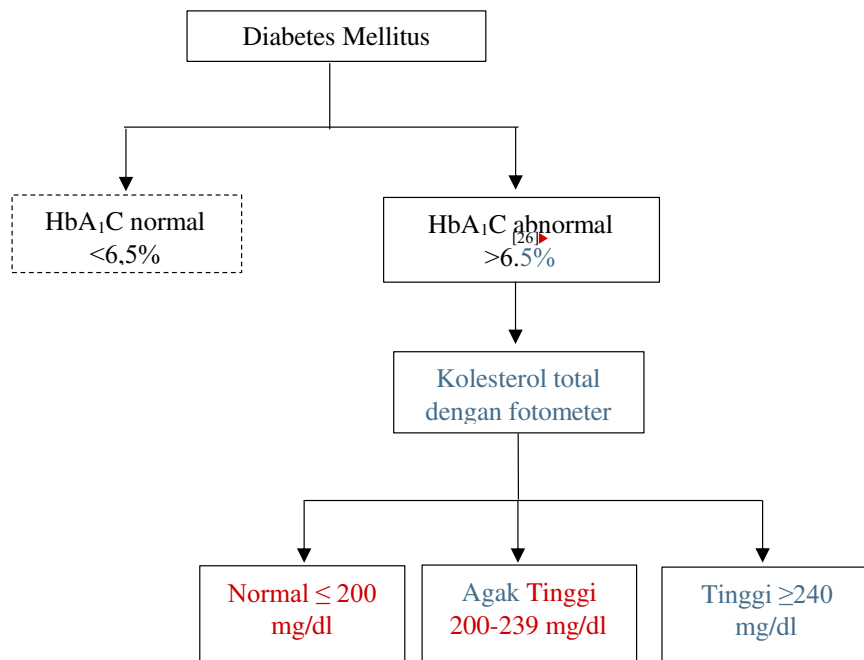 Diabetes Mellitus
HbA₁C normal
<6,5%
HbA₁C abnormal
[26]
>6.5%
Kolesterol total
dengan fotometer
Normal ≤ 200
mg/dl
Agak Tinggi
200-239 mg/dl
Tinggi ≥240
mg/dl